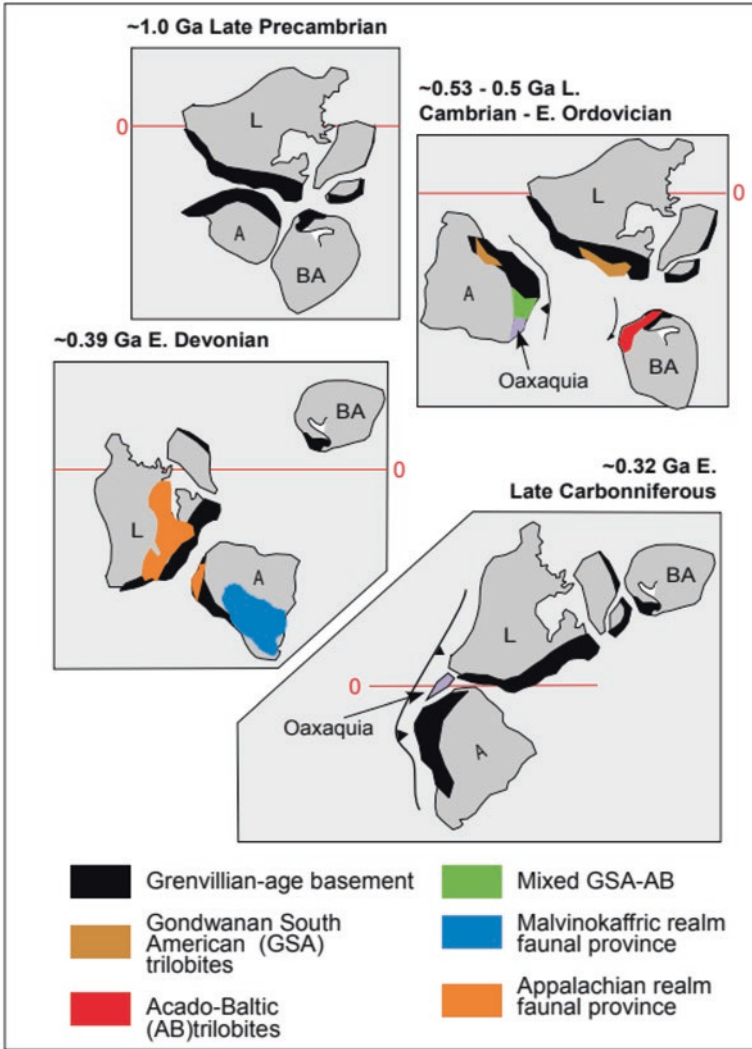 ~1.0 Ga Late Precambrian
0
L
A
BA
~0.53 - 0.5 Ga L.
Cambrian - E. Ordovician
0
L
A
BA
Oaxaquia
~0.39 Ga E. Devonian
BA
0
L
A
~0.32 Ga E.
Late Carbonniferous
BA
L
0
Oaxaquia
A
Grenvillian-age basement
Gondwanan South
American (GSA)
trilobites
Acado-Baltic
(AB)trilobites
Mixed GSA-AB
Malvinokaffric realm
faunal province
Appalachian realm
faunal province